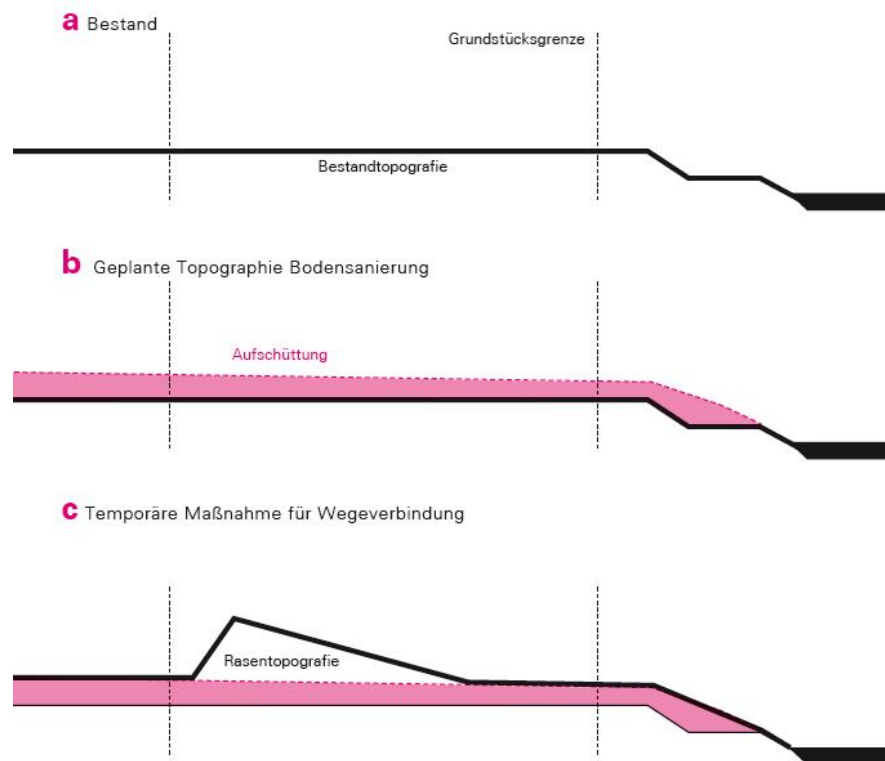 a Bestand
Grundstücksgrenze
Bestandtopografie
b Geplante Topographie Bodensanierung
Aufschüttung
c Temporäre Maßnahme für Wegeverbindung
Rasentopografie